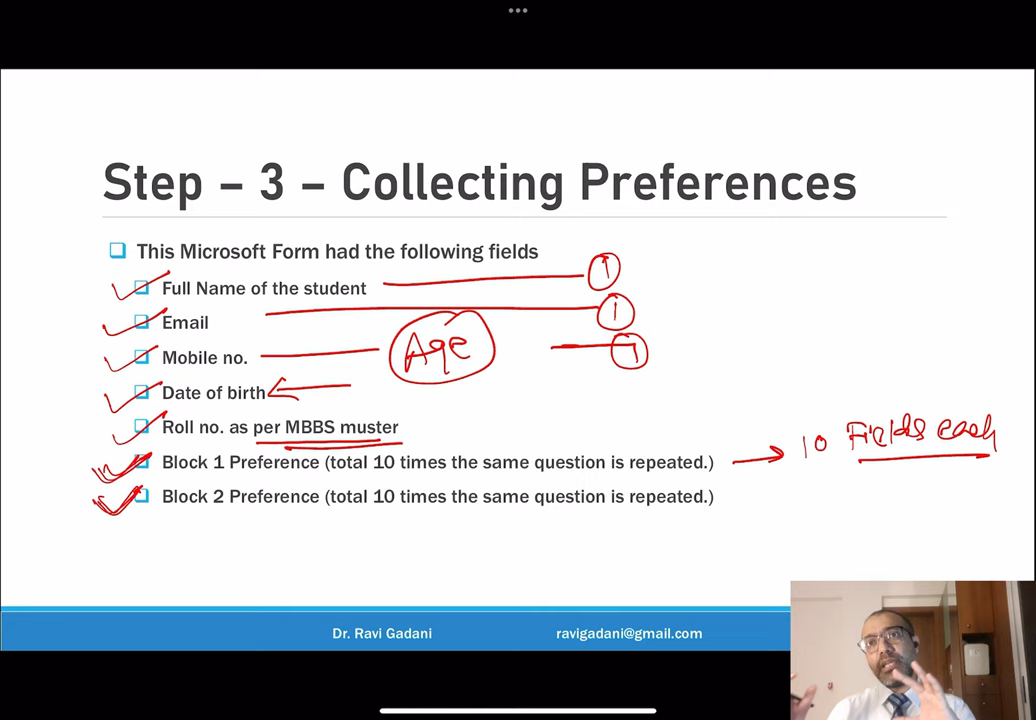 Step – 3 – Collecting Preferences
This Microsoft Form had the following fields
Full Name of the student 1
Email 1
Mobile no. Age 1
Date of birth
Roll no. as per MBBS muster
Block 1 Preference (total 10 times the same question is repeated.) 10 Fields each
Block 2 Preference (total 10 times the same question is repeated.)
Dr. Ravi Gadani ravigadani@gmail.com